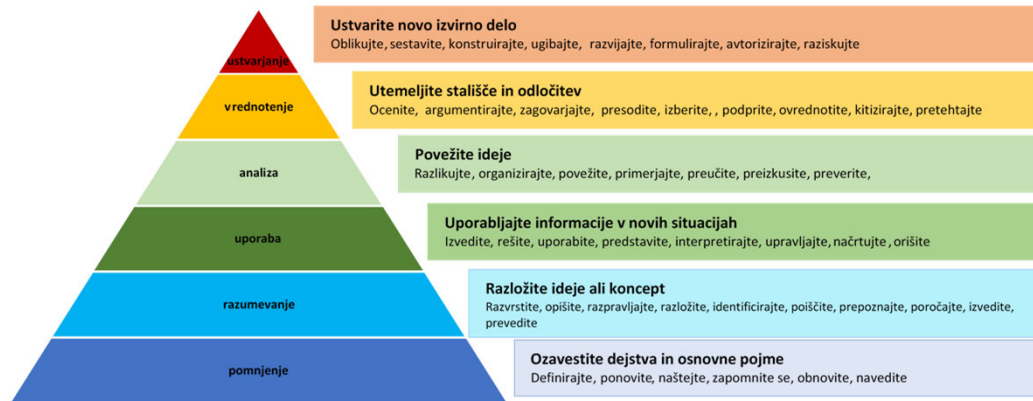 ustvarjanje
Ustvarite novo izvirno delo
Oblikujte, sestavite, konstruirajte, ugibajte, razvijajte, formulirajte, avtorizirajte, raziskujte
vrednotenje
Utemeljite stališče in odločitev
Ocenite, argumentirajte, zagovarjajte, presodite, izberite, , podprite, ovrednotite, kitizirajte, pretehtajte
analiza
Povežite ideje
Razlikujte, organizirajte, povežite, primerjajte, preučite, preizkusite, preverite,
uporaba
Uporabljajte informacije v novih situacijah
Izvedite, rešite, uporabite, predstavite, interpretirajte, upravljajte, načrtujte, orišite
razumevanje
Razložite ideje ali koncept
Razvrstite, opišite, razpravljajte, razložite, identificirajte, poiščite, prepoznajte, poročajte, izvedite,
prevedite
pomnjenje
Ozavestite dejstva in osnovne pojme
Definirajte, ponovite, naštejte, zapomnite se, obnovite, navedite